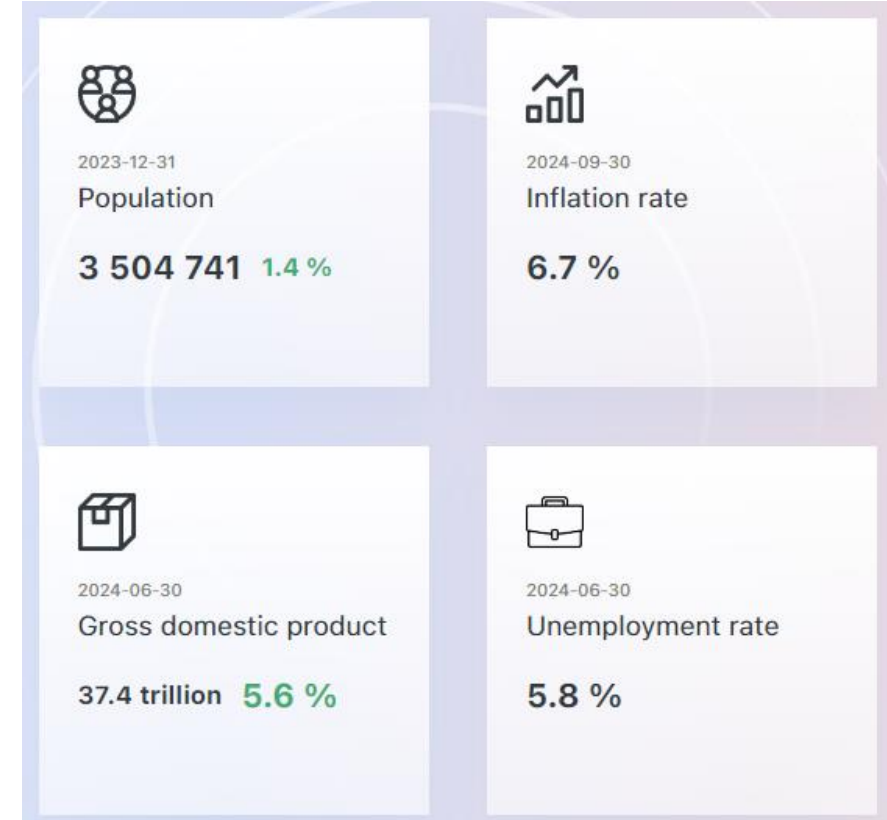 2023-12-31
Population
3 504 741 1.4 %
2024-09-30
Inflation rate
6.7 %
2024-06-30
Gross domestic product
37.4 trillion 5.6 %
2024-06-30
Unemployment rate
5.8 %